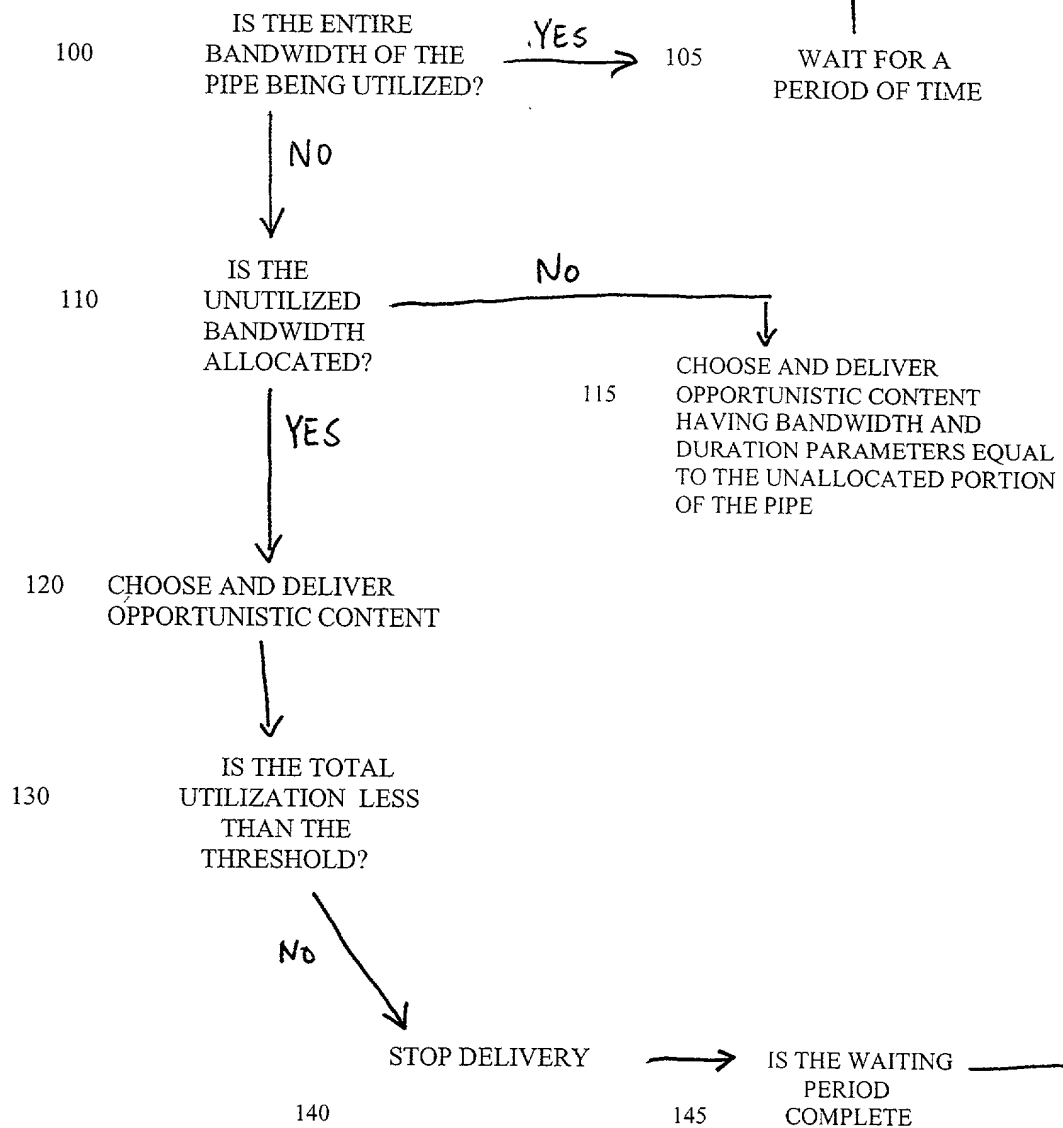 100
IS THE ENTIRE
BANDWIDTH OF THE
PIPE BEING UTILIZED?
YES
105
WAIT FOR A
PERIOD OF TIME
NO
110
IS THE
UNUTILIZED
BANDWIDTH
ALLOCATED?
No
115
CHOOSE AND DELIVER
OPPORTUNISTIC CONTENT
HAVING BANDWIDTH AND
DURATION PARAMETERS EQUAL
TO THE UNALLOCATED PORTION
OF THE PIPE
YES
120
CHOOSE AND DELIVER
OPPORTUNISTIC CONTENT
130
IS THE TOTAL
UTILIZATION LESS
THAN THE
THRESHOLD?
No
STOP DELIVERY
140
IS THE WAITING
PERIOD
COMPLETE
145